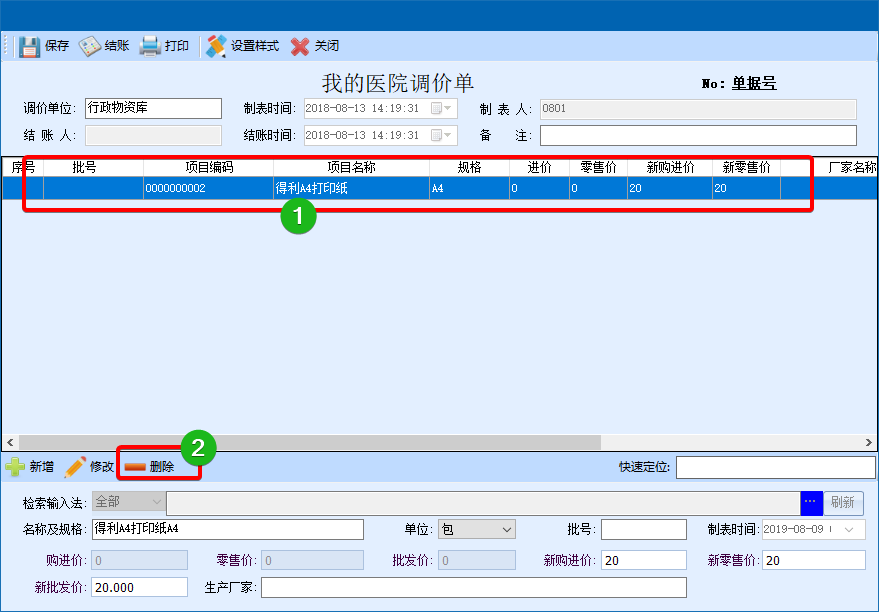 保存 结账 打印 设置样式 关闭
我的医院调价单
No: 单据号
调价单位: 行政物资库 制表时间: 2018-08-13 14:19:31 制 表 人: 0801
结 账 人: 结账时间: 2018-08-13 14:19:31 备 注:
序号 批号 项目编码 项目名称 规格 进价 零售价 新购进价 新零售价 厂家名称
0000000002 得利A4打印纸 A4 0 0 20 20
1
2
新增 修改 删除 快速定位:
检索输入法: 全部 ... 刷新
名称及规格: 得利A4打印纸A4 单位: 包 批号: 制表时间: 2019-08-09
购进价: 0 零售价: 0 批发价: 0 新购进价: 20 新零售价: 20
新批发价: 20.000 生产厂家: